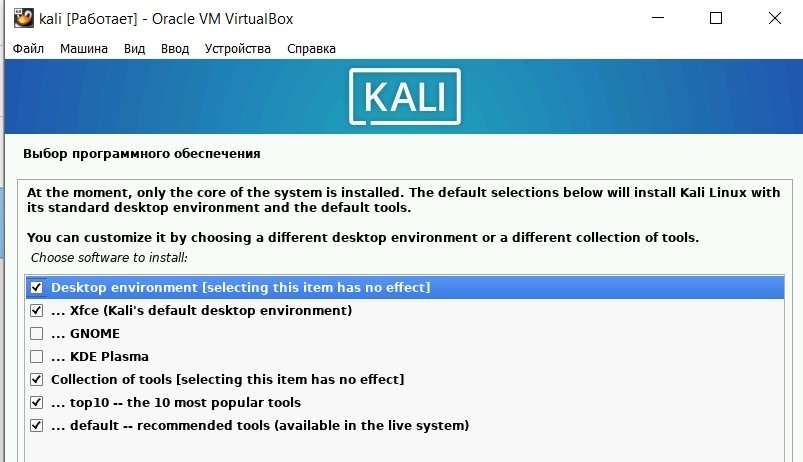 kali [Работает] - Oracle VM VirtualBox
Файл Машина Вид Ввод Устройства Справка
KALI
Выбор программного обеспечения
At the moment, only the core of the system is installed. The default selections below will install Kali Linux with
its standard desktop environment and the default tools.
You can customize it by choosing a different desktop environment or a different collection of tools.
Choose software to install:
Desktop environment [selecting this item has no effect]
... Xfce (Kali's default desktop environment)
... GNOME
... KDE Plasma
Collection of tools [selecting this item has no effect]
... top10 -- the 10 most popular tools
... default -- recommended tools (available in the live system)